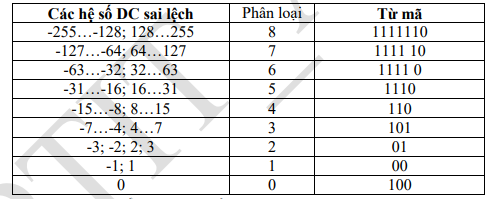 Các hệ số DC sai lệch Phân loại Từ mã
-255…-128; 128…255 8 1111110
-127…-64; 64…127 7 1111 10
-63…-32; 32…63 6 1111 0
-31…-16; 16…31 5 1110
-15…-8; 8…15 4 110
-7…-4; 4…7 3 101
-3; -2; 2; 3 2 01
-1; 1 1 00
0 0 100